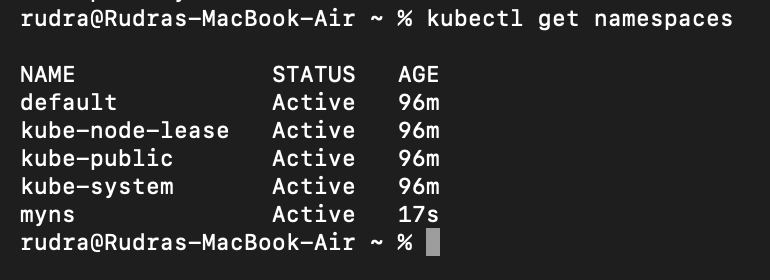 rudra@Rudras-MacBook-Air ~ % kubectl get namespaces
NAME STATUS AGE
default Active 96m
kube-node-lease Active 96m
kube-public Active 96m
kube-system Active 96m
myns Active 17s
rudra@Rudras-MacBook-Air ~ %